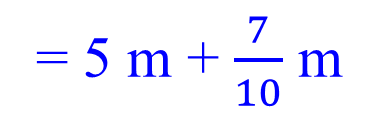 = 5 m + 7/10 m